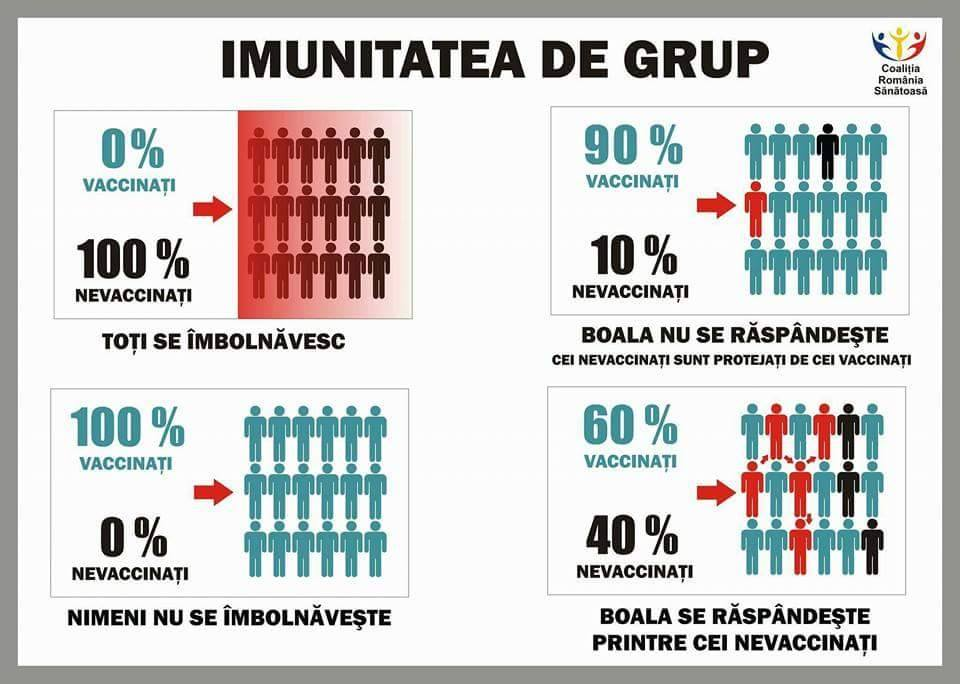 IMUNITATEA DE GRUP
Coaliția
România
Sănătoasă
0%
VACCINAȚI
100 %
NEVACCINAȚI
TOȚI SE ÎMBOLNĂVESC
90 %
VACCINAȚI
10 %
NEVACCINAȚI
BOALA NU SE RĂSPÂNDEȘTE
CEI NEVACCINAȚI SUNT PROTEJAȚI DE CEI VACCINAȚI
100 %
VACCINAȚI
0 %
NEVACCINAȚI
NIMENI NU SE ÎMBOLNĂVEȘTE
60 %
VACCINAȚI
40 %
NEVACCINAȚI
BOALA SE RĂSPÂNDEȘTE
PRINTRE CEI NEVACCINAȚI